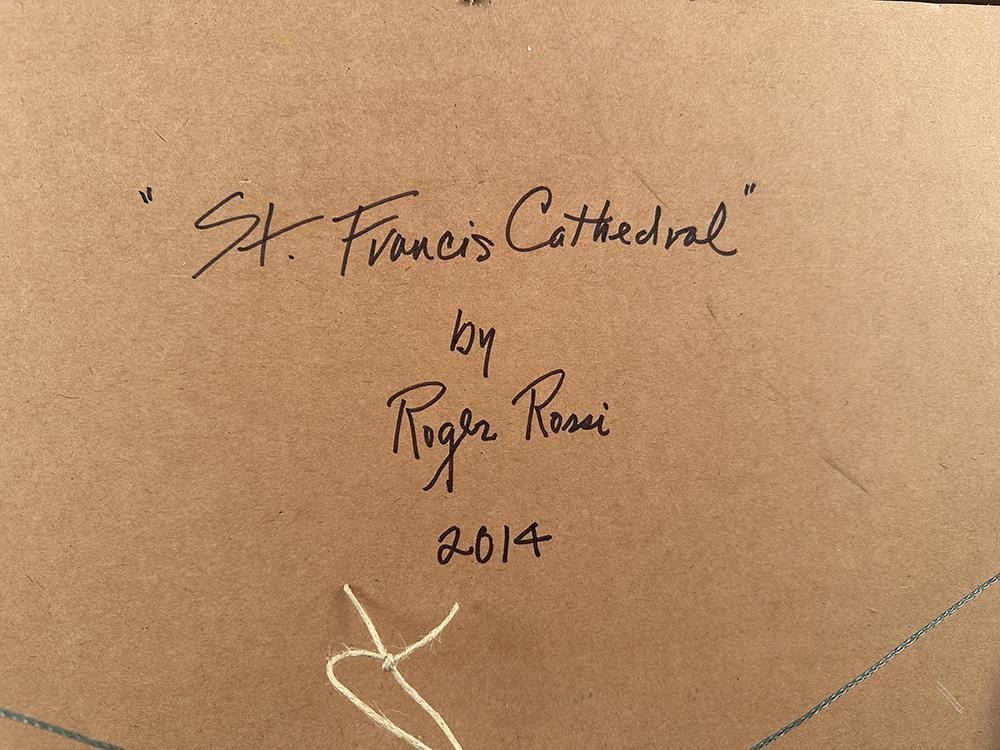 "St. Francis Cathedral"
by
Roger Rossi
2014